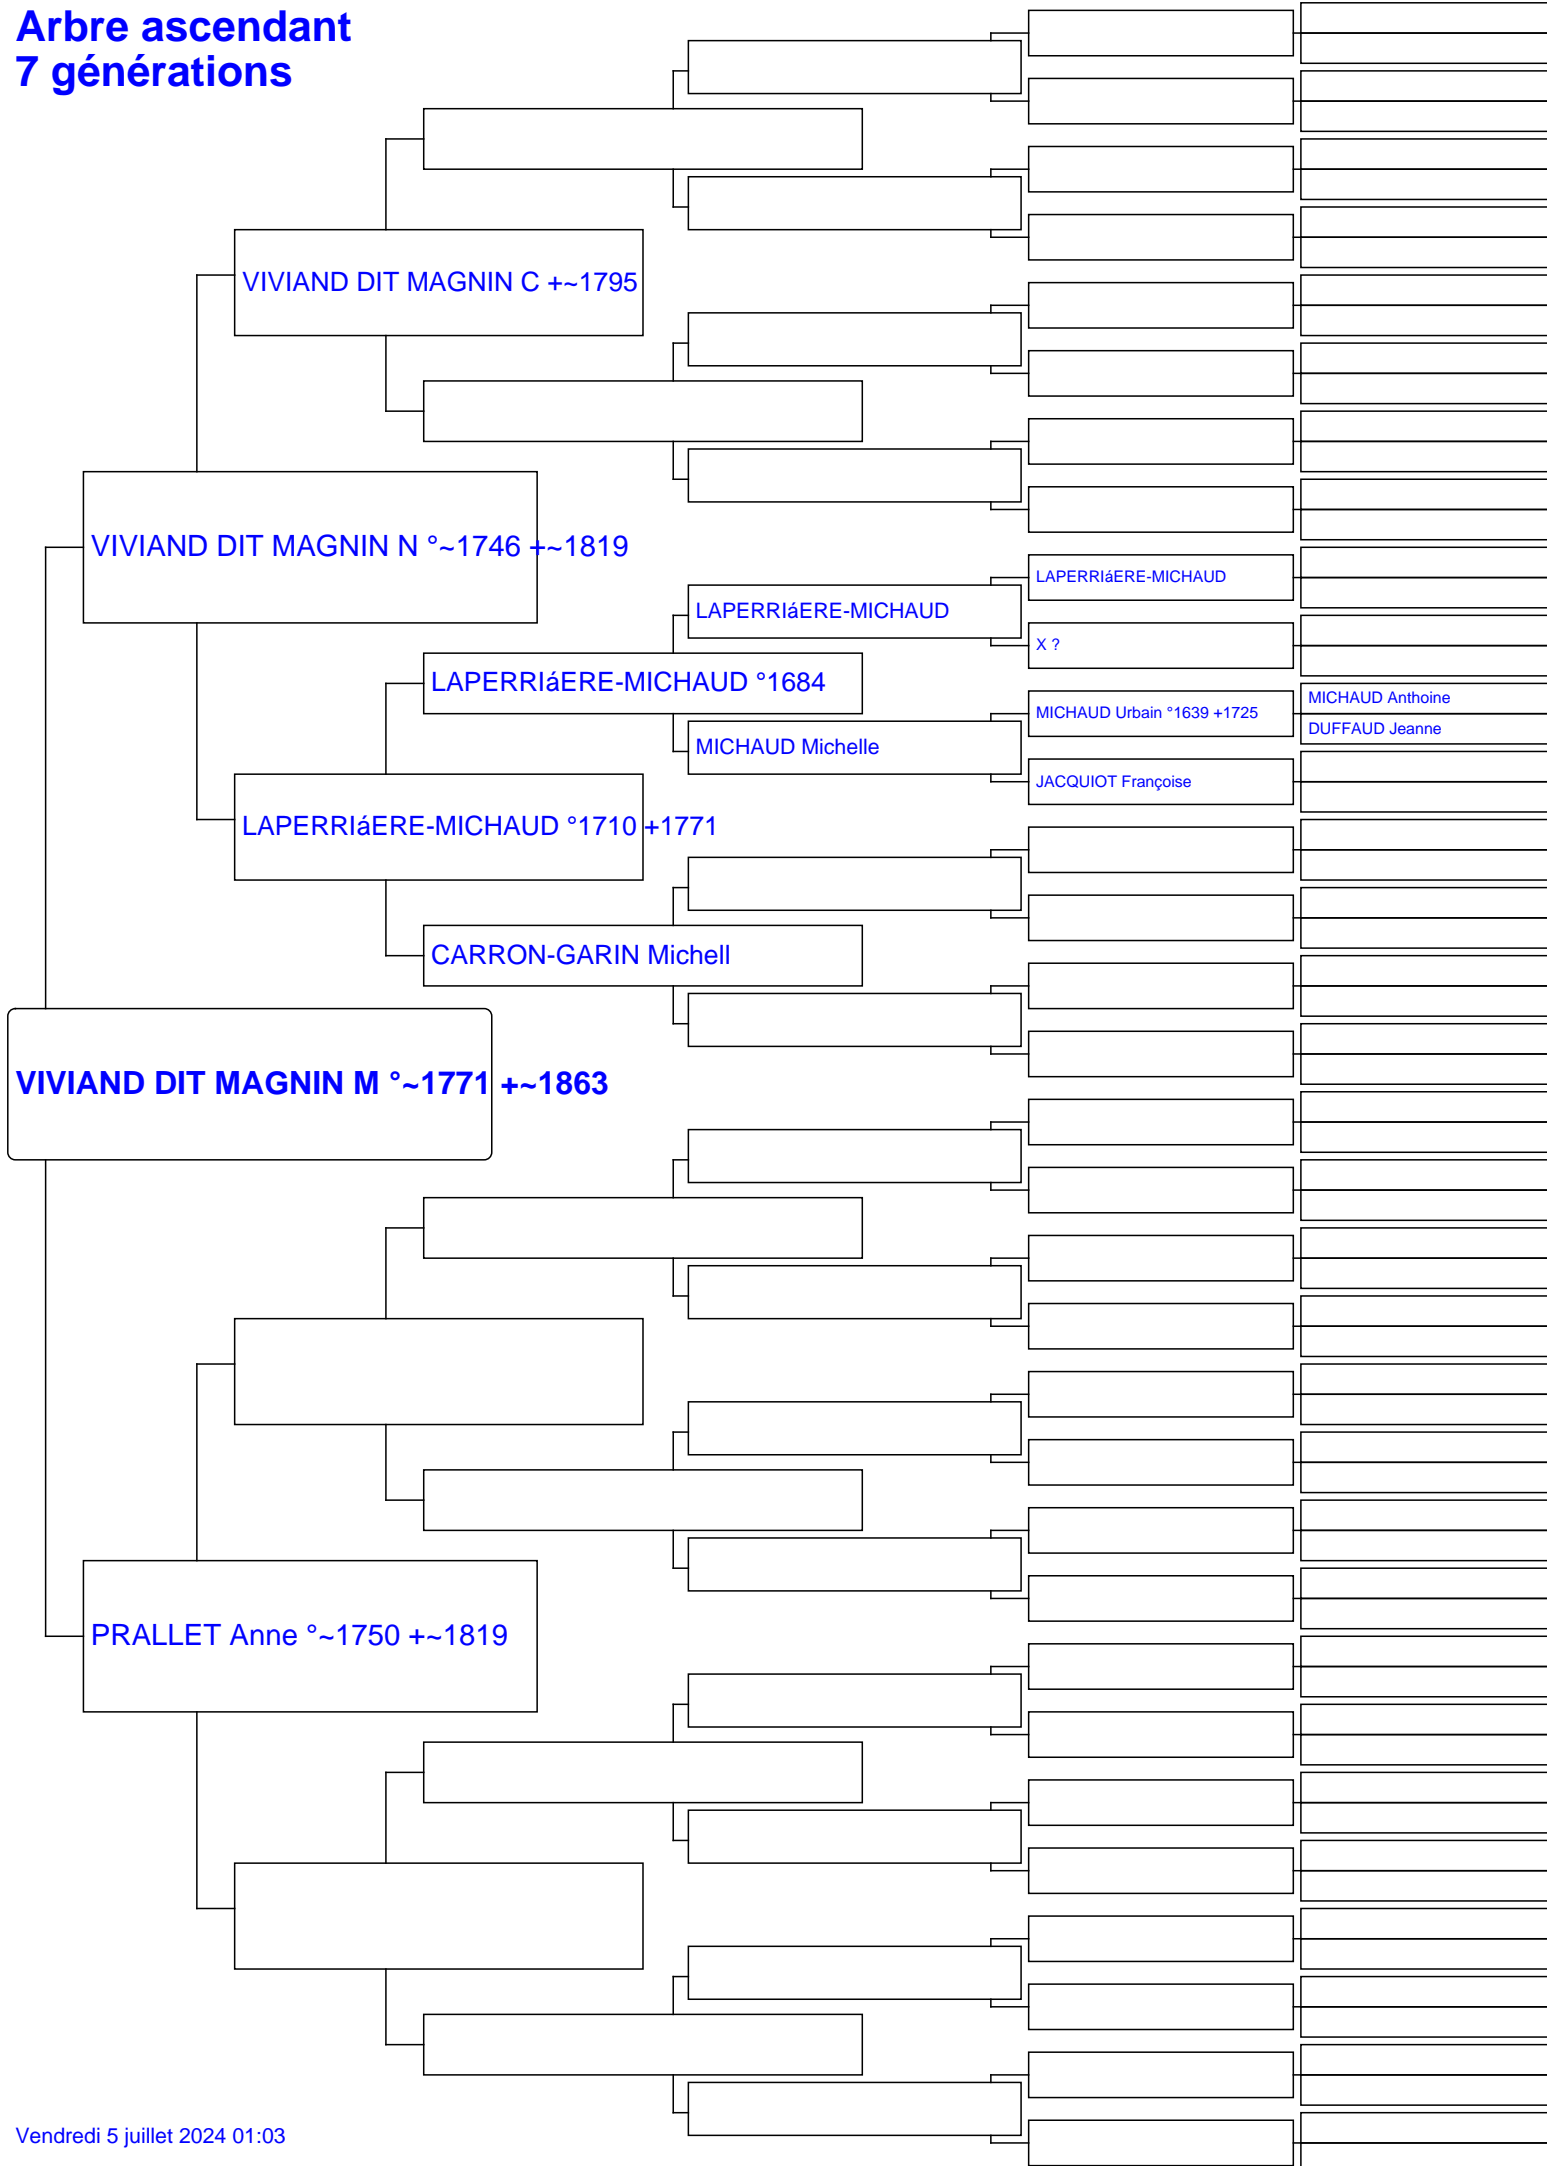 Arbre ascendant
7 générations
VIVIAND DIT MAGNIN C +~1795
VIVIAND DIT MAGNIN N °~1746 +~1819
LAPERRIáERE-MICHAUD
LAPERRIáERE-MICHAUD
X ?
LAPERRIáERE-MICHAUD °1684
MICHAUD Anthoine
MICHAUD Urbain °1639 +1725
DUFFAUD Jeanne
MICHAUD Michelle
JACQUIOT Françoise
LAPERRIáERE-MICHAUD °1710 +1771
CARRON-GARIN Michell
VIVIAND DIT MAGNIN M °~1771 +~1863
PRALLET Anne °~1750 +~1819
Vendredi 5 juillet 2024 01:03